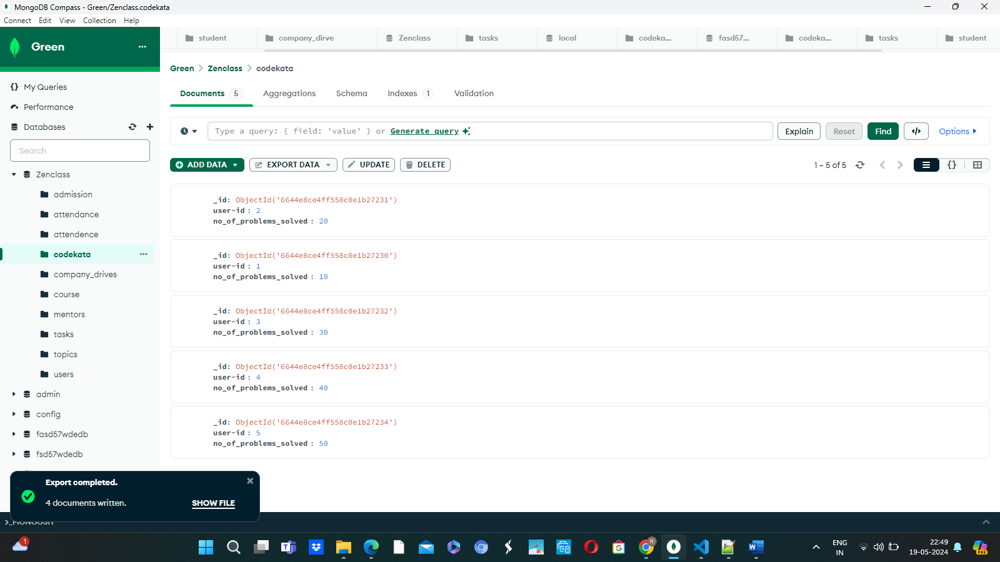 MongoDB Compass - Green/Zenclass.codekata
Connect Edit View Collection Help
Green
...
student
company_dirve
Zenclass
tasks
local
codeka...
fasd57...
codeka...
tasks
student
Green > Zenclass > codekata
Documents 5
Aggregations
Schema
Indexes 1
Validation
{} My Queries
Performance
Databases
Search
Type a query: { field: 'value' } or Generate query
Explain
Reset
Find
</>
Options
ADD DATA
EXPORT DATA
UPDATE
DELETE
1 – 5 of 5
{}
Zenclass
admission
attendance
attendence
codekata
...
company_drives
course
mentors
tasks
topics
users
admin
config
fasd57wdedb
fsd57wdedb
_id: ObjectId('6644e8ce4ff558c0e1b27231')
user-id : 2
no_of_problems_solved : 20
_id: ObjectId('6644e8ce4ff558c0e1b27230')
user-id : 1
no_of_problems_solved : 10
_id: ObjectId('6644e8ce4ff558c0e1b27232')
user-id : 3
no_of_problems_solved : 30
_id: ObjectId('6644e8ce4ff558c0e1b27233')
user-id : 4
no_of_problems_solved : 40
_id: ObjectId('6644e8ce4ff558c0e1b27234')
user-id : 5
no_of_problems_solved : 50
Export completed.
4 documents written.
SHOW FILE
>_MONGOSH
1
R
ENG
IN
22:49
19-05-2024
PRE